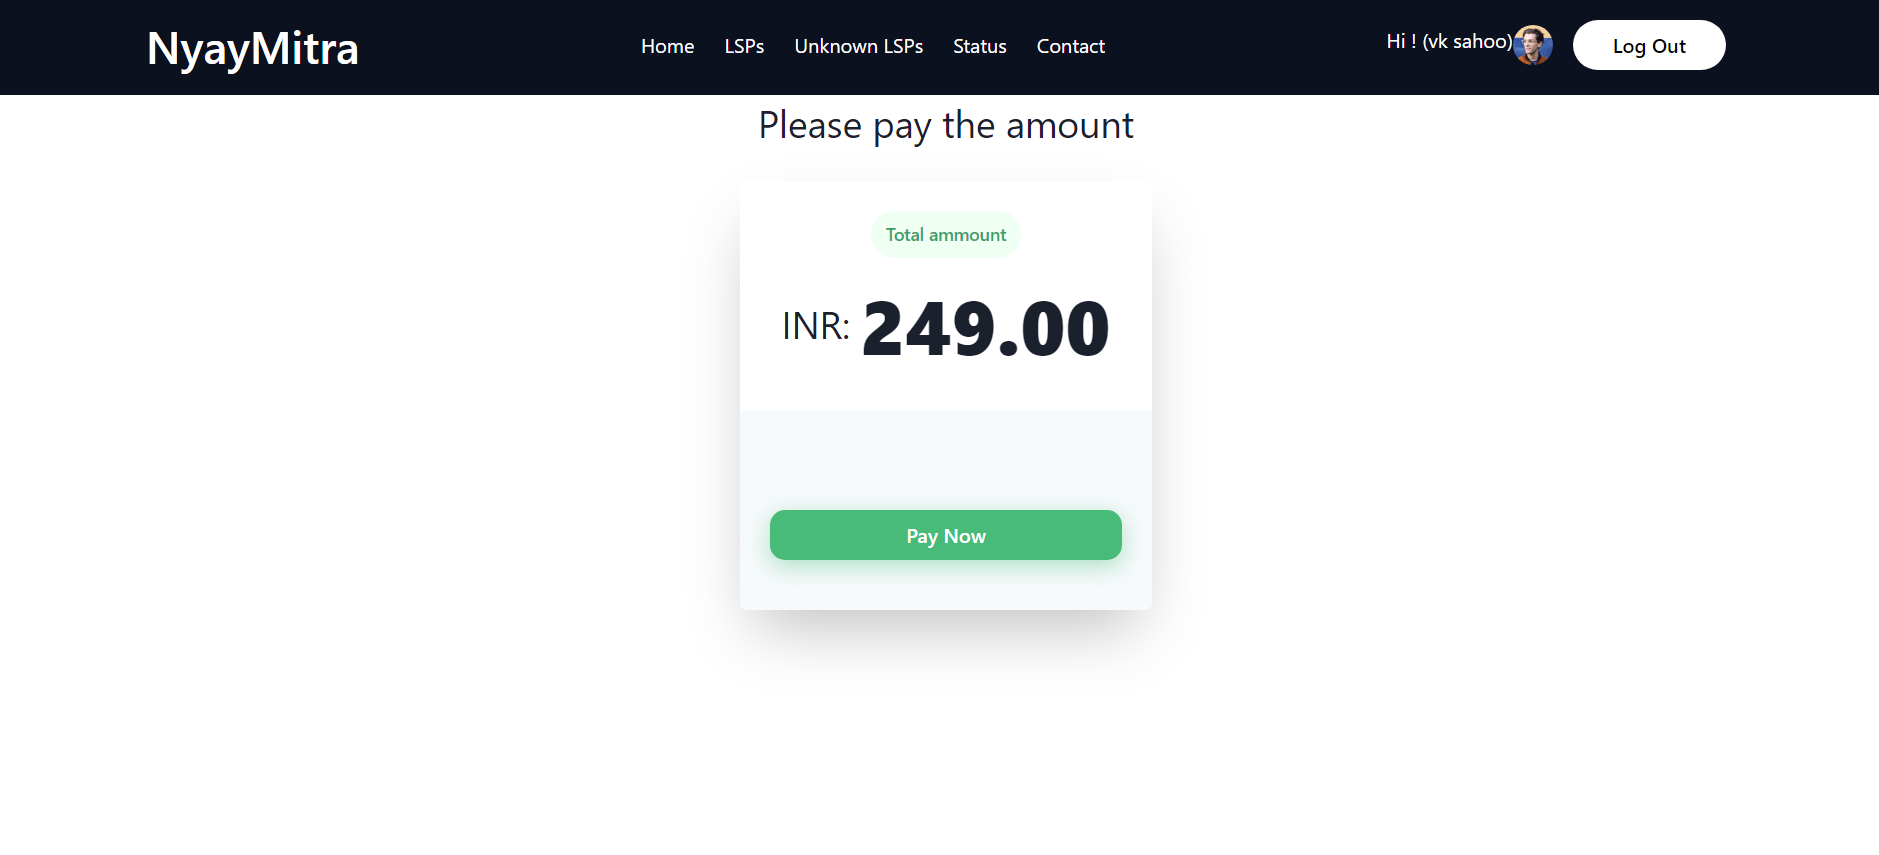 NyayMitra
Home LSPs Unknown LSPs Status Contact
Hi ! (vk sahoo)
Log Out
Please pay the amount
Total ammount
INR: 249.00
Pay Now